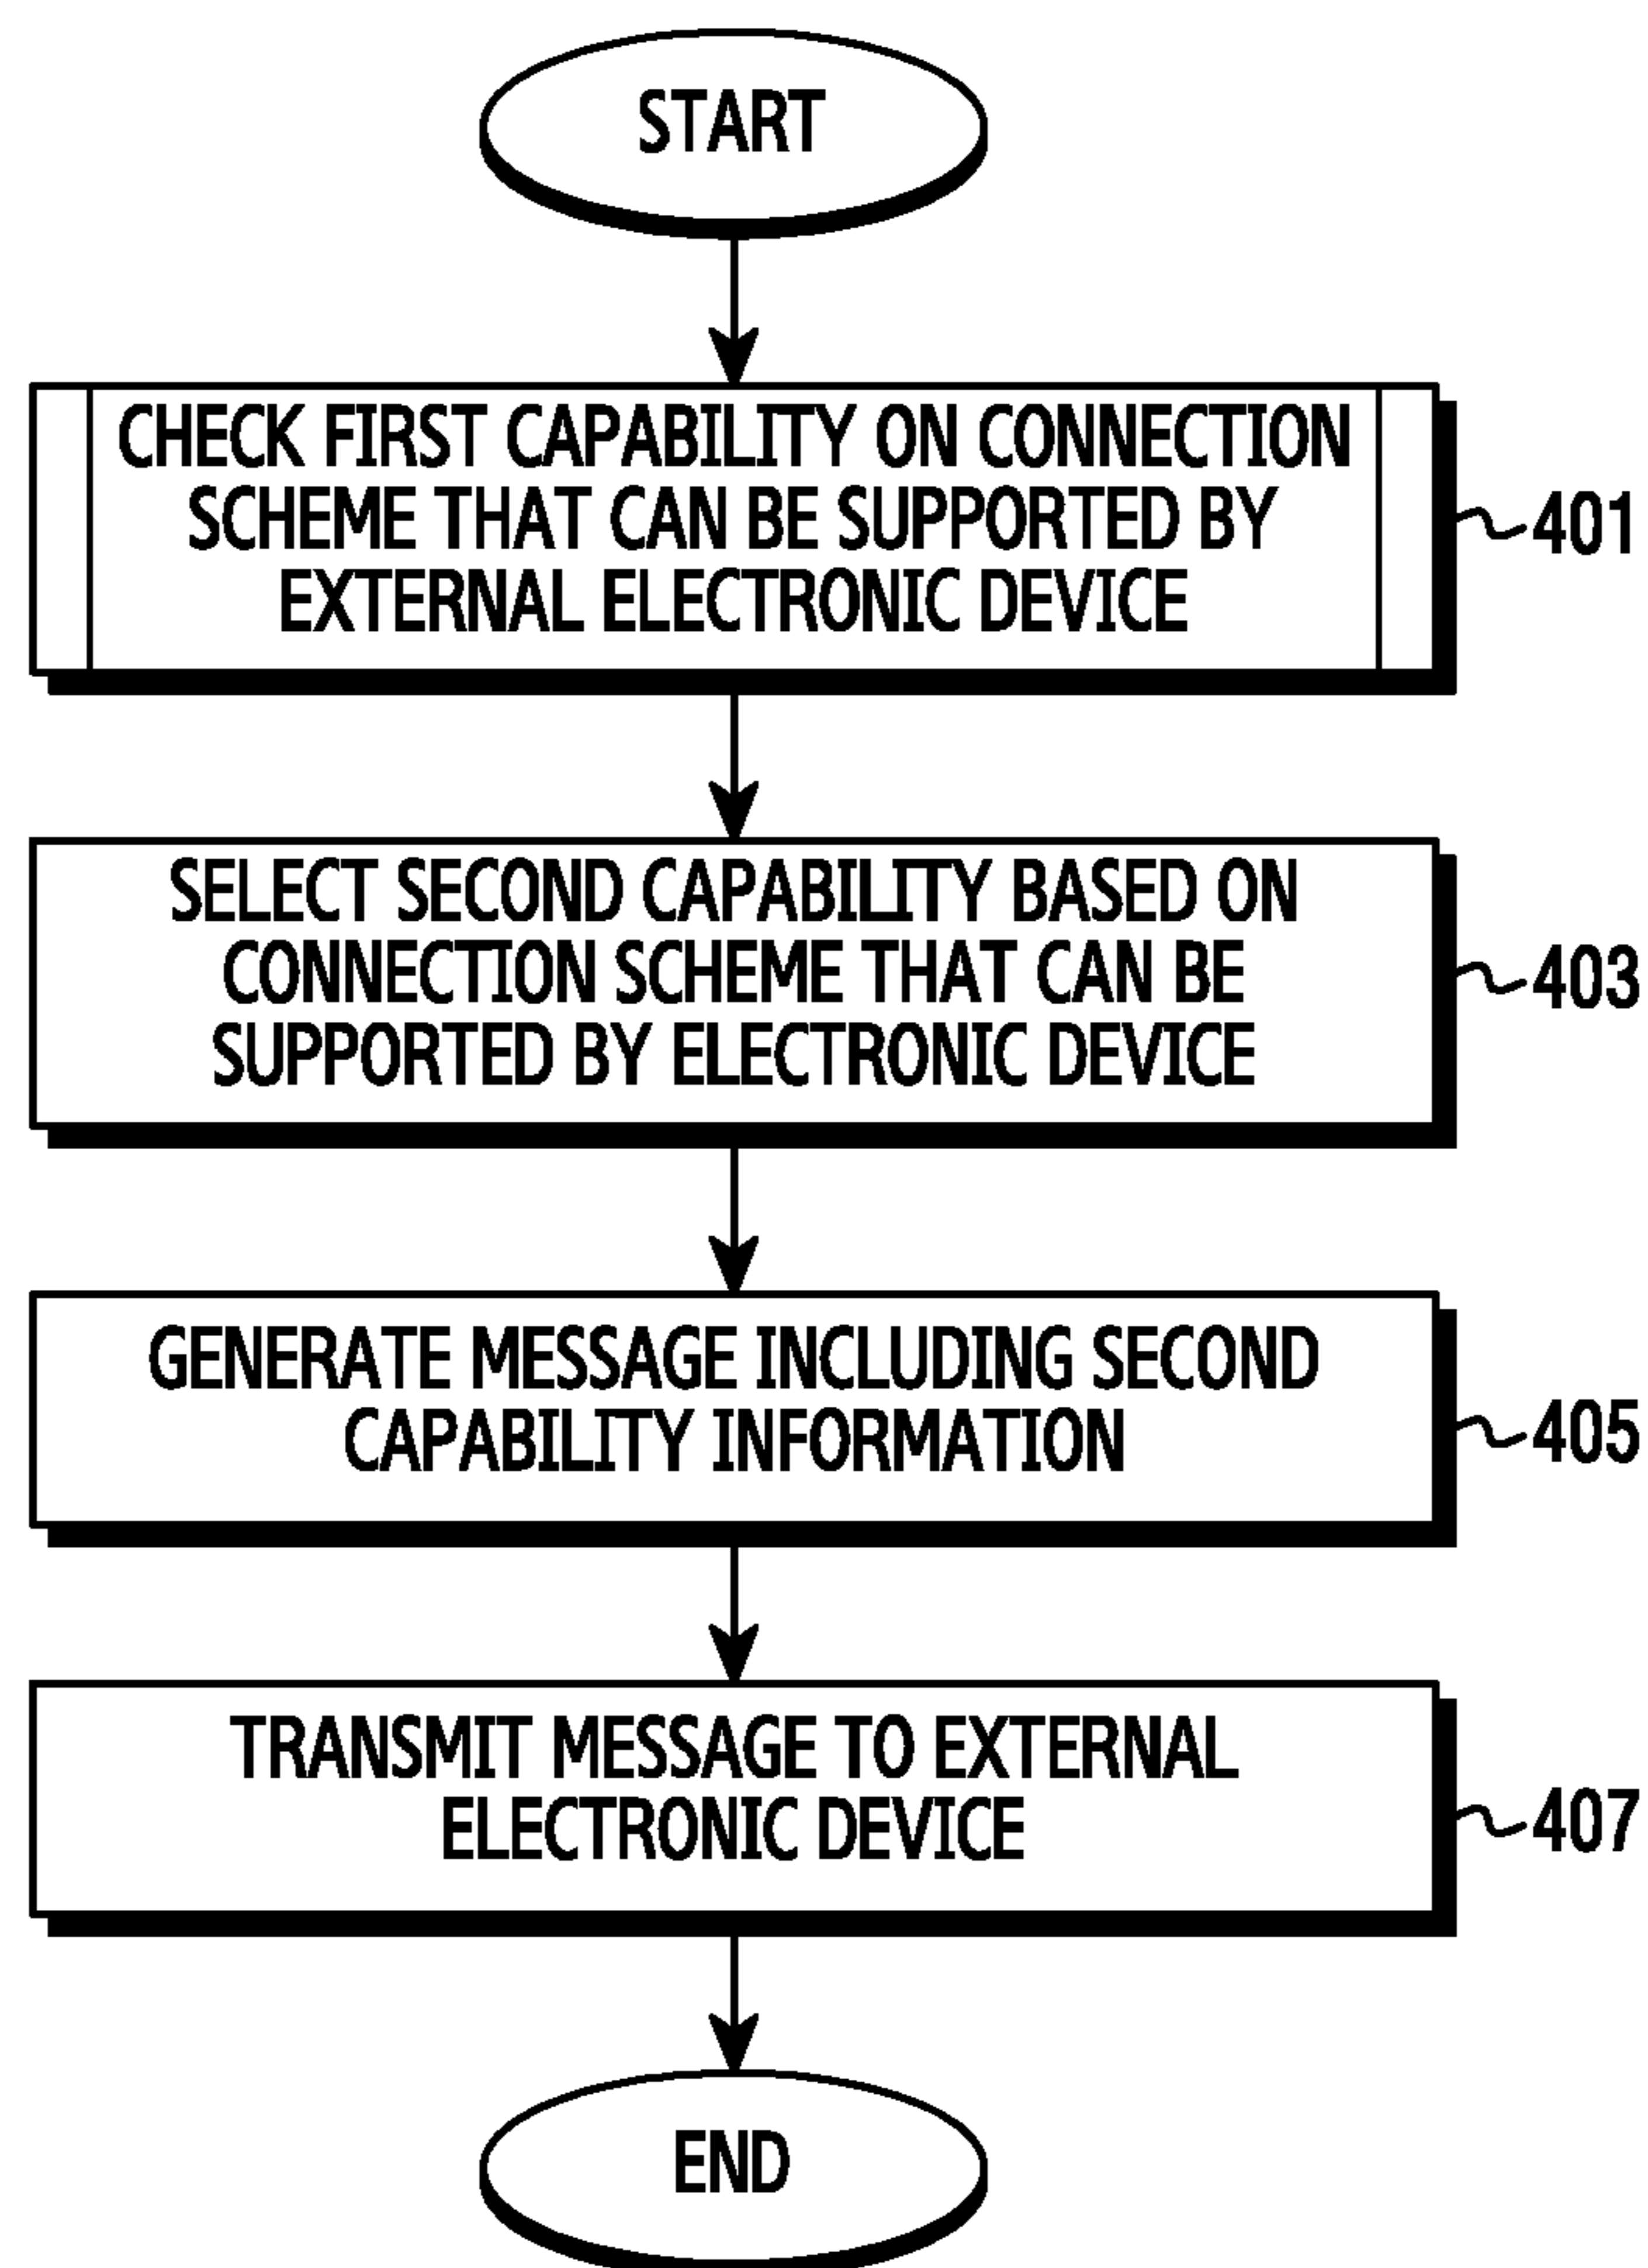 START
CHECK FIRST CAPABILITY ON CONNECTION
SCHEME THAT CAN BE SUPPORTED BY
EXTERNAL ELECTRONIC DEVICE
401
SELECT SECOND CAPABILITY BASED ON
CONNECTION SCHEME THAT CAN BE
SUPPORTED BY ELECTRONIC DEVICE
403
GENERATE MESSAGE INCLUDING SECOND
CAPABILITY INFORMATION
405
TRANSMIT MESSAGE TO EXTERNAL
ELECTRONIC DEVICE
407
END